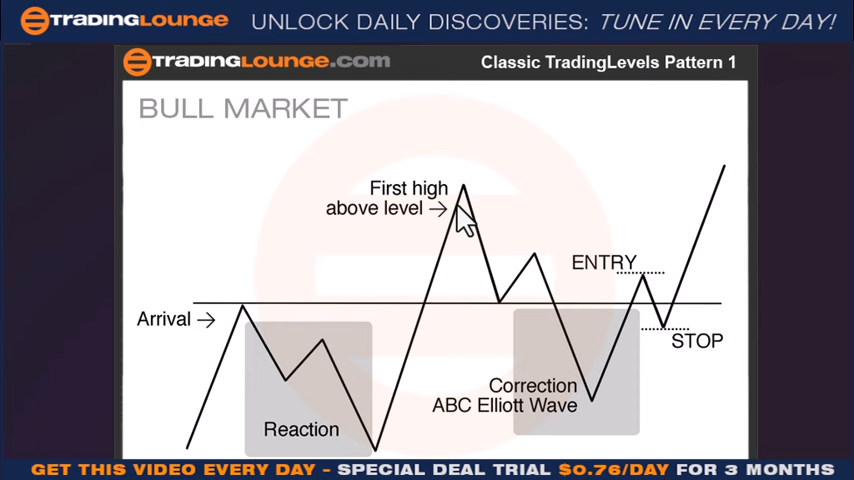 TRADINGLOUNGE UNLOCK DAILY DISCOVERIES: TUNE IN EVERY DAY!
TRADINGLOUNGE.com Classic TradingLevels Pattern 1
BULL MARKET
First high
above level →
ENTRY
Arrival →
STOP
Correction
ABC Elliott Wave
Reaction
GET THIS VIDEO EVERY DAY - SPECIAL DEAL TRIAL $0.76/DAY FOR 3 MONTHS